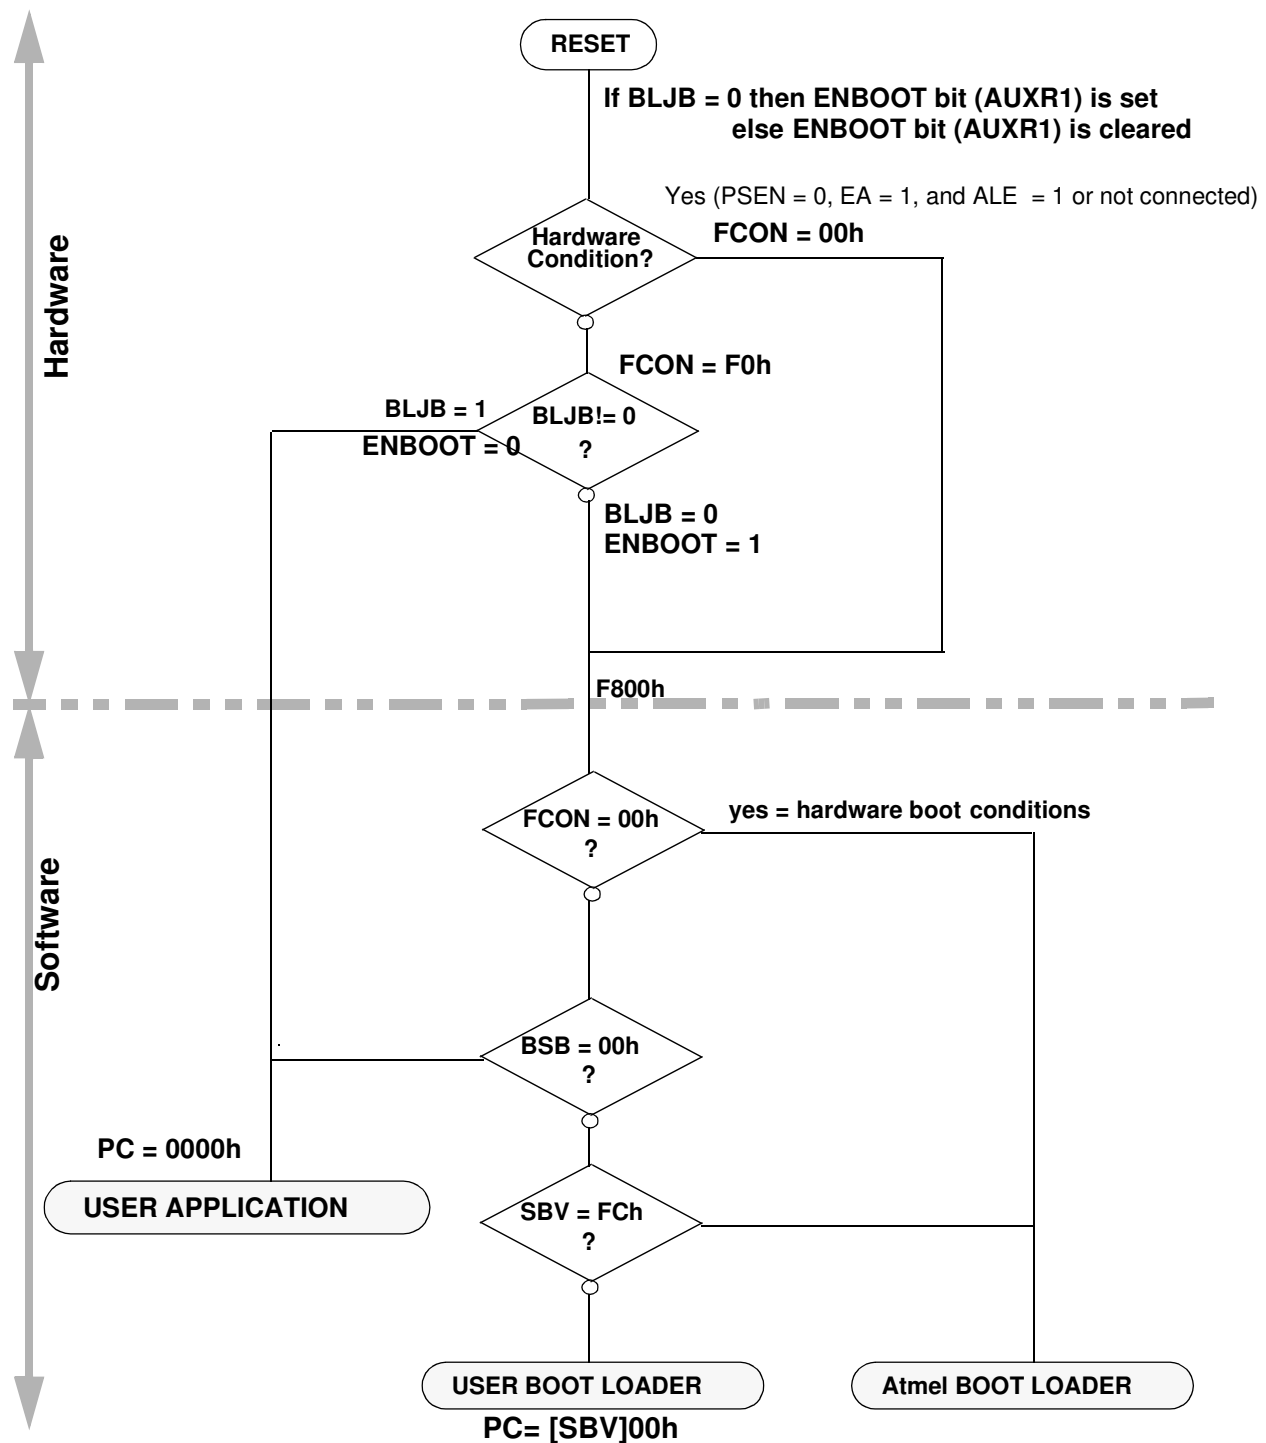 RESET
If BLJB = 0 then ENBOOT bit (AUXR1) is set
else ENBOOT bit (AUXR1) is cleared
Yes (PSEN = 0, EA = 1, and ALE = 1 or not connected)
FCON = 00h
Hardware
Condition?
Hardware
FCON = F0h
BLJB = 1
BLJB!= 0
?
ENBOOT = 0
BLJB = 0
ENBOOT = 1
F800h
FCON = 00h
?
yes = hardware boot conditions
Software
BSB = 00h
?
PC = 0000h
USER APPLICATION
SBV = FCh
?
USER BOOT LOADER
Atmel BOOT LOADER
PC= [SBV]00h